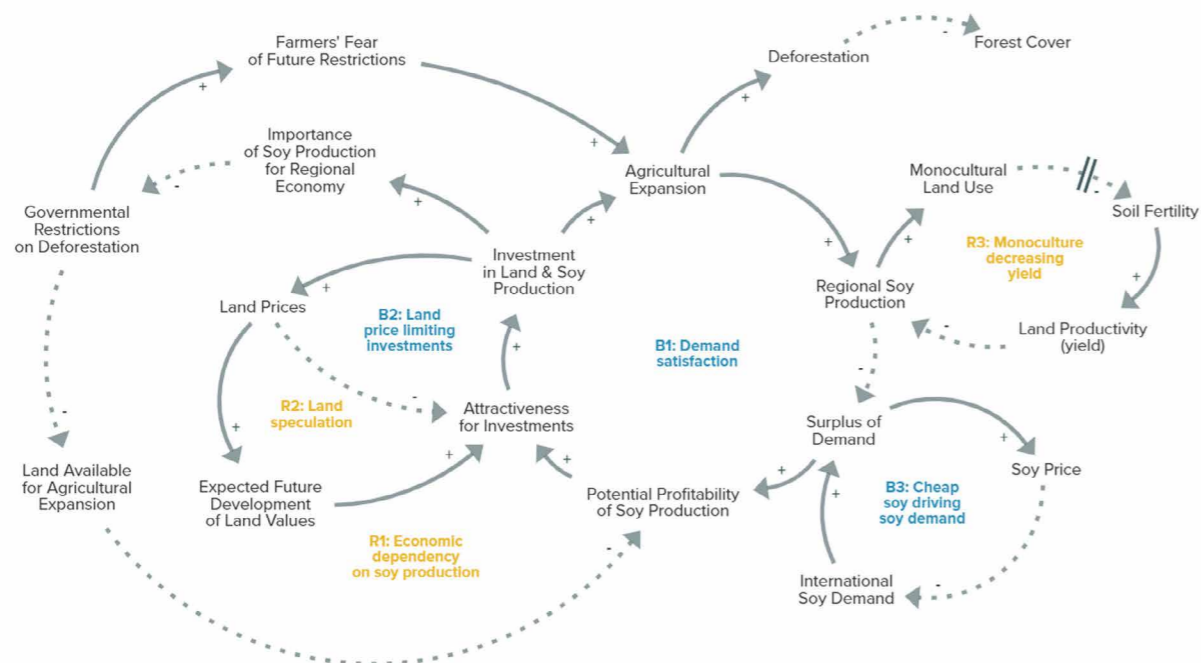 Farmers' Fear
of Future Restrictions
+
Deforestation
-
Forest Cover
+
Importance
of Soy Production
for Regional
Economy
-
+
+
Agricultural
Expansion
Monocultural
Land Use
-
Soil Fertility
Governmental
Restrictions
on Deforestation
+
+
Investment
in Land & Soy
Production
+
+
R3: Monoculture
decreasing
yield
+
Land Prices
+
B2: Land
price limiting
investments
Regional Soy
Production
-
Land Productivity
(yield)
+
B1: Demand
satisfaction
-
-
R2: Land
speculation
-
Attractiveness
for Investments
Surplus of
Demand
+
+
Land Available
for Agricultural
Expansion
Expected Future
Development
of Land Values
+
+
Potential Profitability
of Soy Production
+
Soy Price
B3: Cheap
soy driving
soy demand
+
R1: Economic
dependency
on soy production
-
International
Soy Demand
-